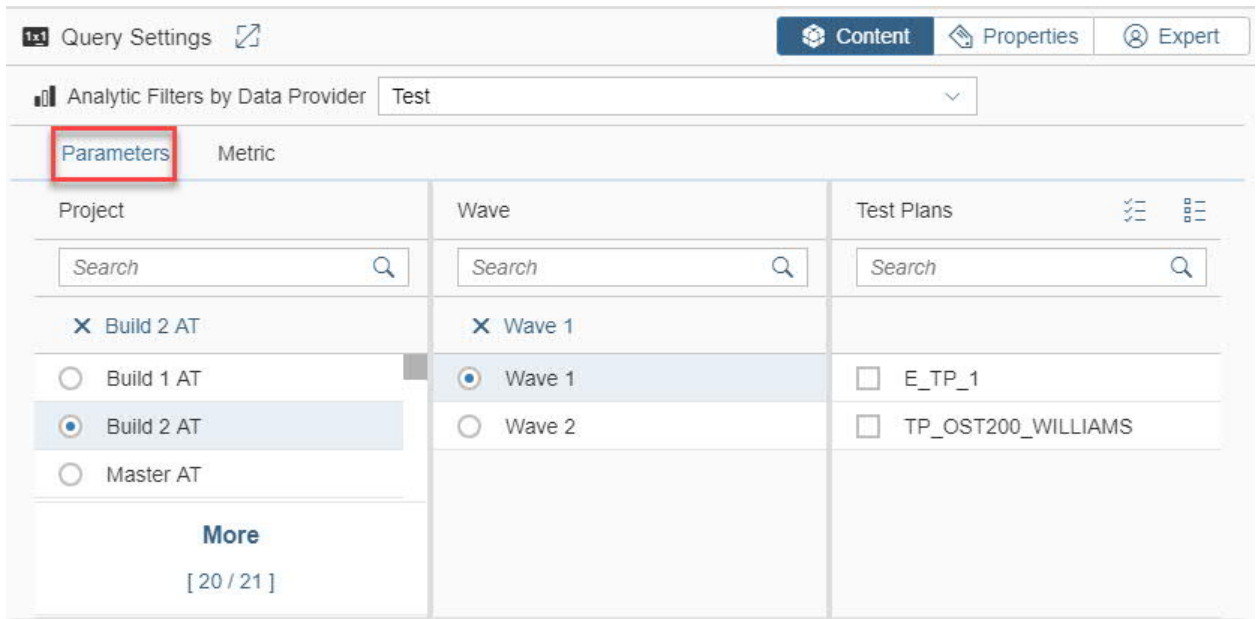 1x1 Query Settings Content Properties Expert
Analytic Filters by Data Provider Test
Parameters Metric
Project Wave Test Plans
Search Search Search
Build 2 AT Wave 1
Build 1 AT Wave 1 E_TP_1
Build 2 AT Wave 2 TP_OST200_WILLIAMS
Master AT
More
[ 20 / 21 ]